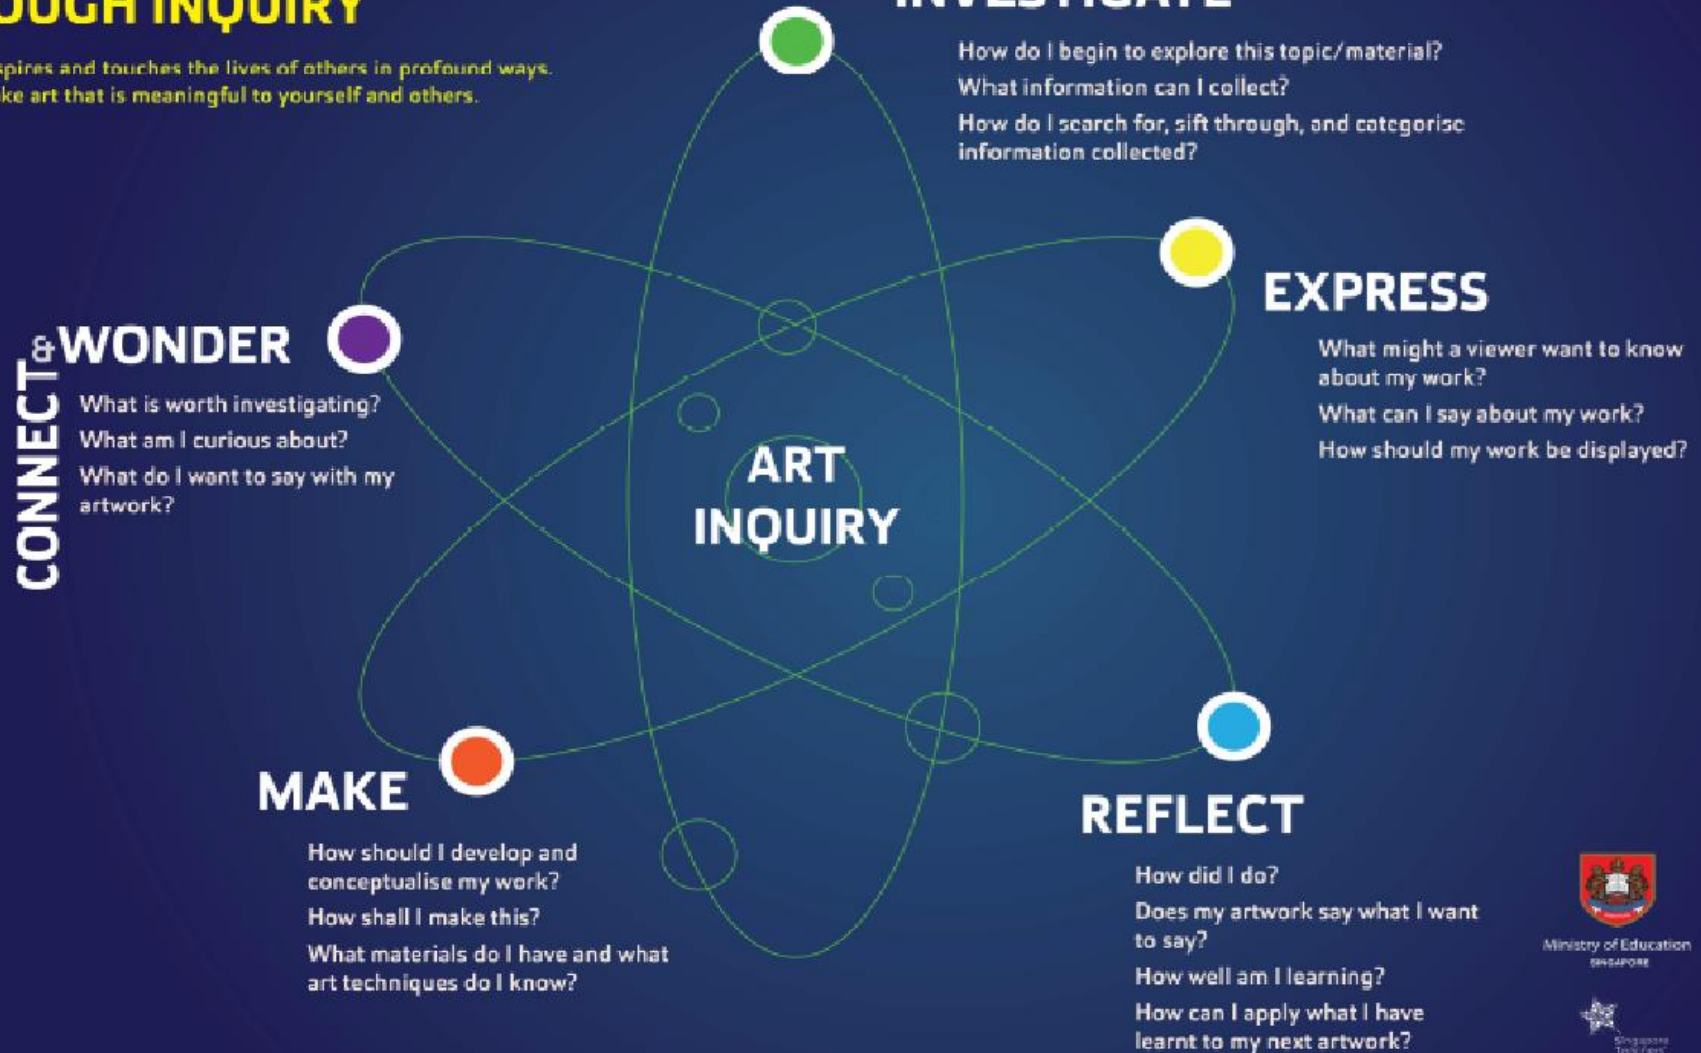 OUGH INQUIRY
spires and touches the lives of others in profound ways.
ke art that is meaningful to yourself and others.
INVESTIGATE
How do I begin to explore this topic/material?
What information can I collect?
How do I search for, sift through, and categorise
information collected?
EXPRESS
What might a viewer want to know
about my work?
What can I say about my work?
How should my work be displayed?
CONNECT & WONDER
What is worth investigating?
What am I curious about?
What do I want to say with my
artwork?
ART
INQUIRY
MAKE
How should I develop and
conceptualise my work?
How shall I make this?
What materials do I have and what
art techniques do I know?
REFLECT
How did I do?
Does my artwork say what I want
to say?
How well am I learning?
How can I apply what I have
learnt to my next artwork?
Ministry of Education
SINGAPORE
Singapore